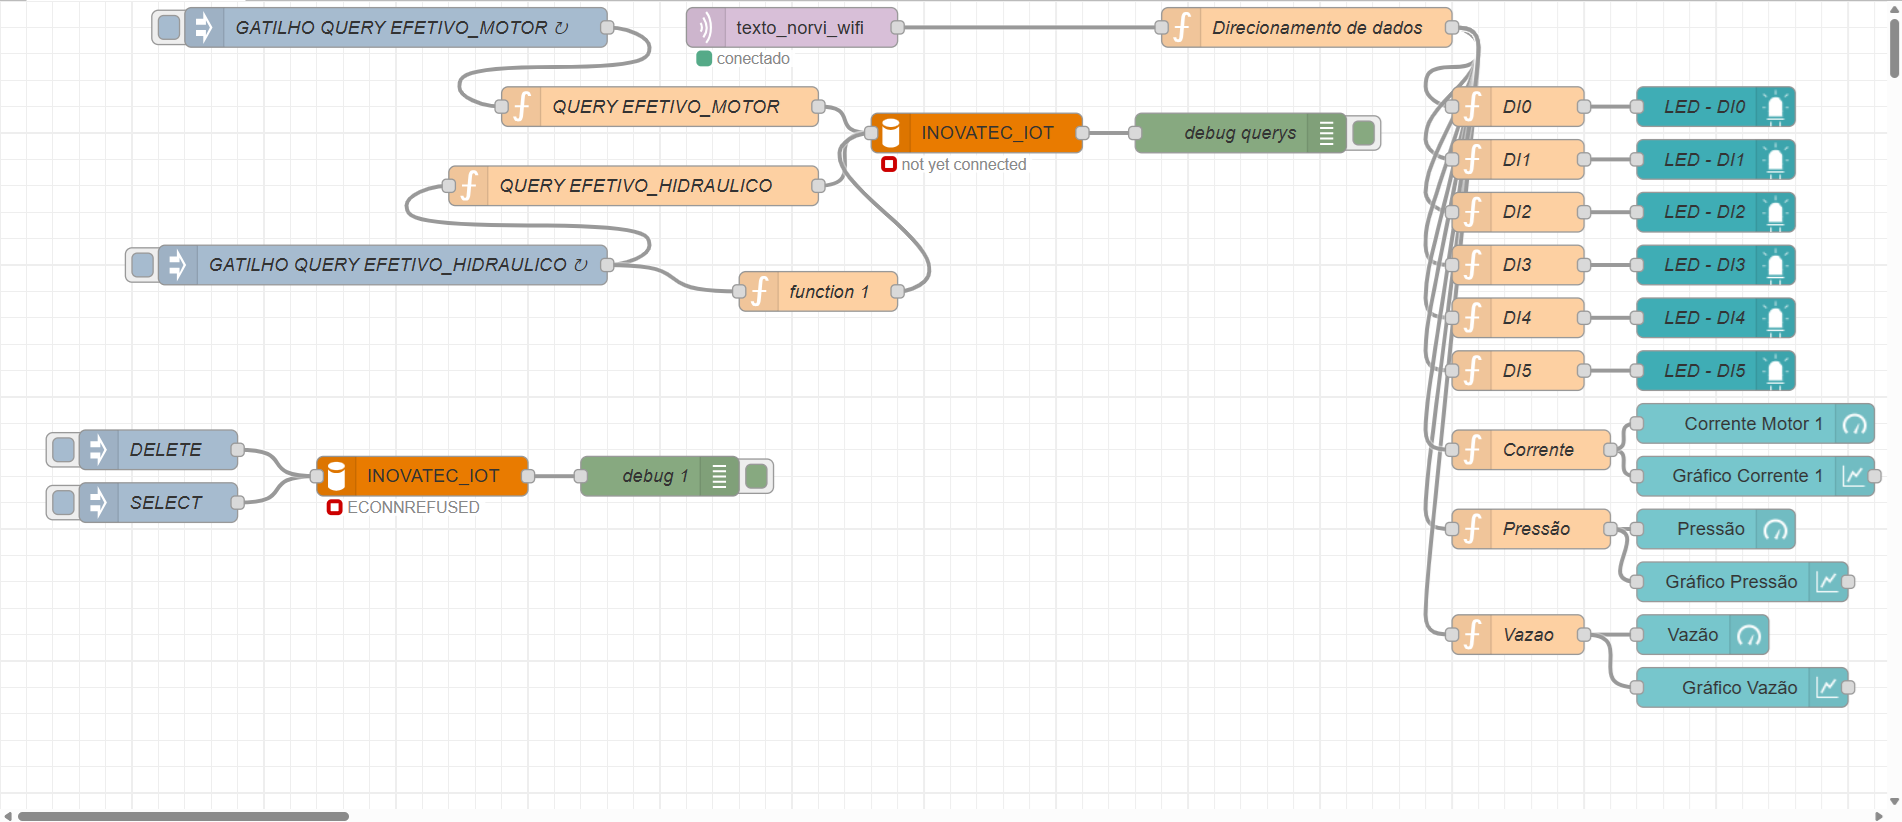 GATILHO QUERY EFETIVO_MOTOR ↻
texto_norvi_wifi
conectado
Direcionamento de dados
QUERY EFETIVO_MOTOR
INOVATEC_IOT
not yet connected
debug querys
QUERY EFETIVO_HIDRAULICO
GATILHO QUERY EFETIVO_HIDRAULICO ↻
function 1
DI0
LED - DI0
DI1
LED - DI1
DI2
LED - DI2
DI3
LED - DI3
DI4
LED - DI4
DI5
LED - DI5
DELETE
SELECT
INOVATEC_IOT
ECONNREFUSED
debug 1
Corrente
Corrente Motor 1
Gráfico Corrente 1
Pressão
Pressão
Gráfico Pressão
Vazao
Vazão
Gráfico Vazão